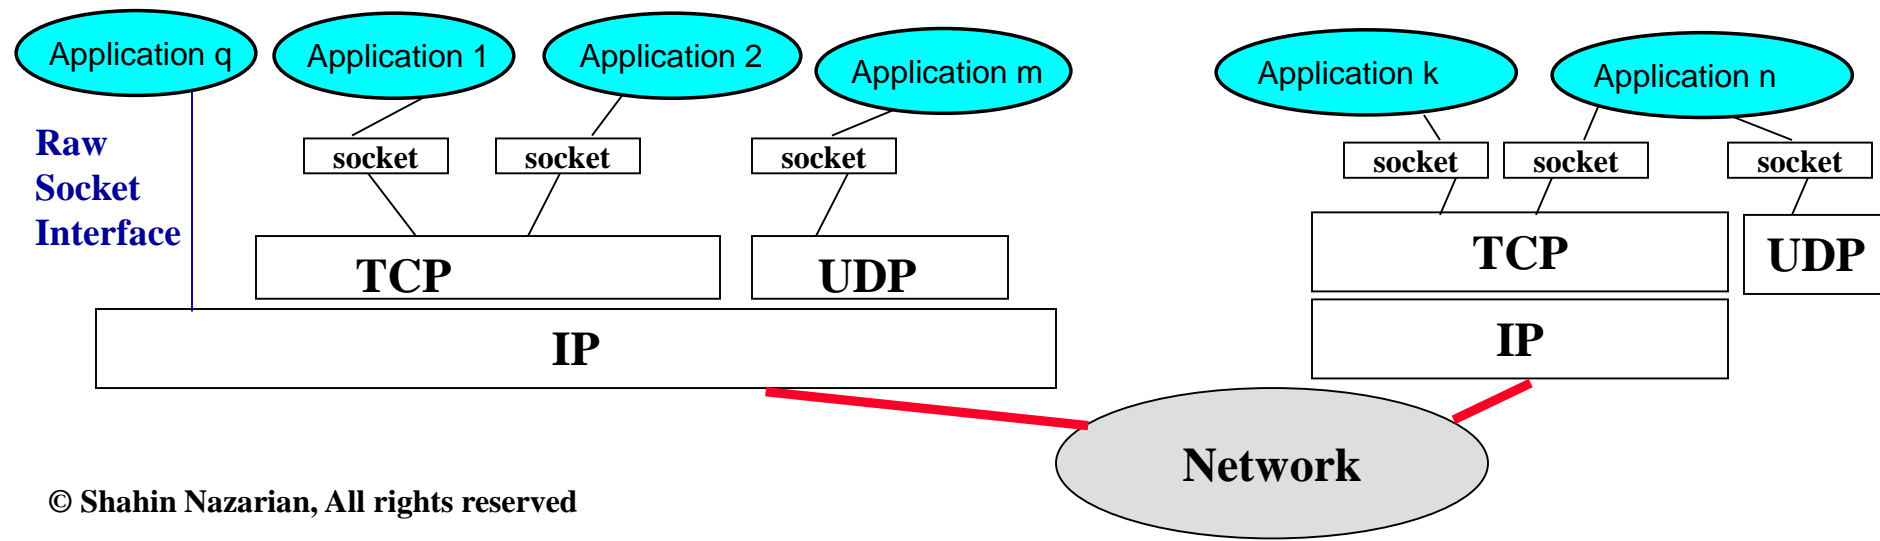 Application q
Application 1
Application 2
Application m
Application k
Application n
Raw
Socket
Interface
socket
socket
socket
socket
socket
socket
TCP
UDP
TCP
UDP
IP
IP
Network
© Shahin Nazarian, All rights reserved